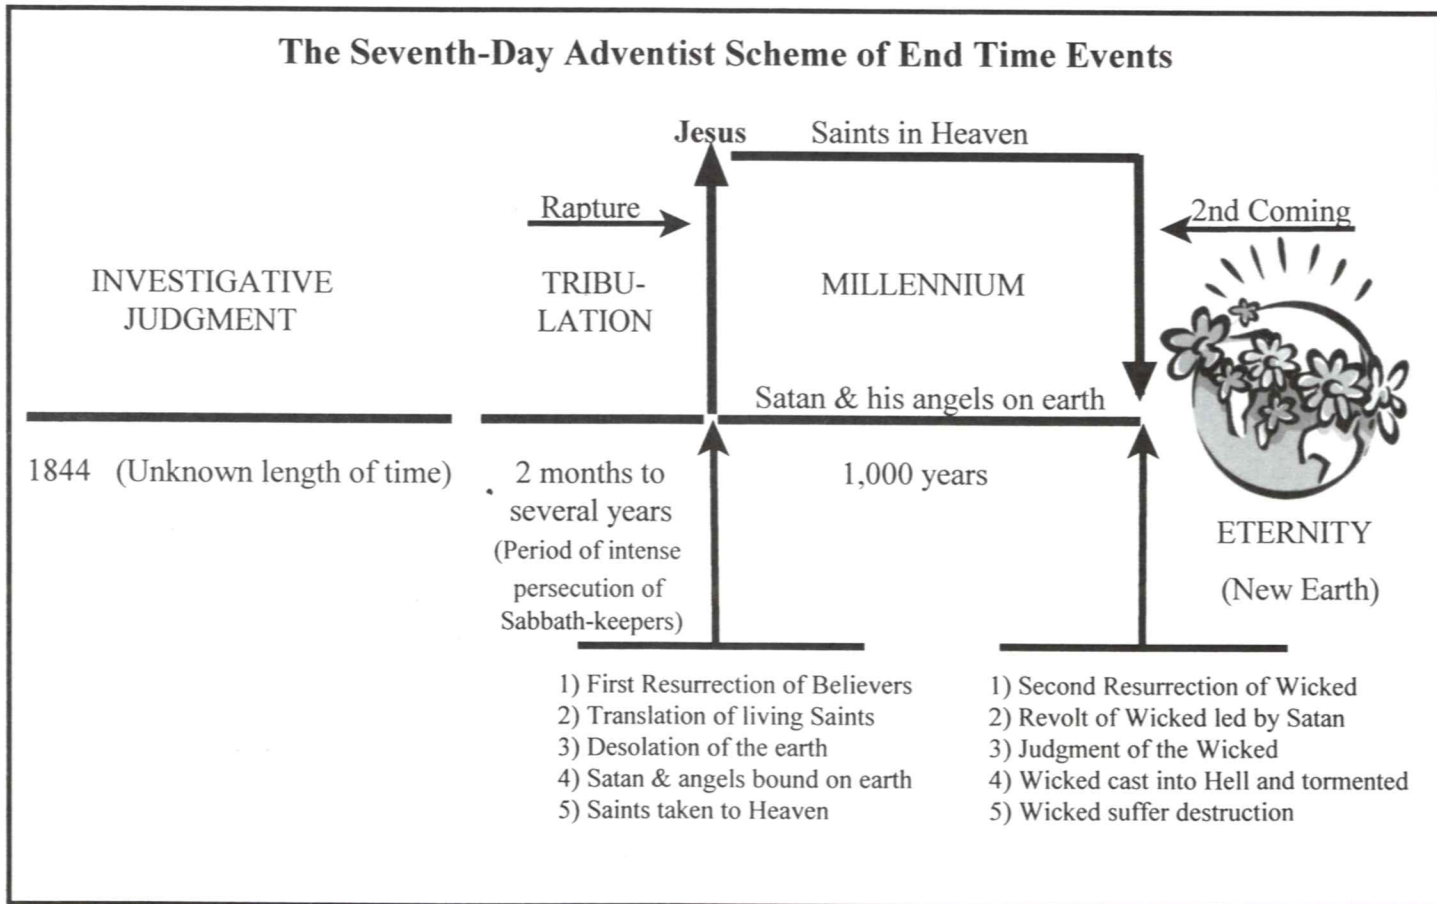 The Seventh-Day Adventist Scheme of End Time Events
Jesus
Saints in Heaven
Rapture
2nd Coming
INVESTIGATIVE
JUDGMENT
TRIBU-
LATION
MILLENNIUM
Satan & his angels on earth
1844 (Unknown length of time)
2 months to
several years
(Period of intense
persecution of
Sabbath-keepers)
1,000 years
ETERNITY
(New Earth)
1) First Resurrection of Believers
2) Translation of living Saints
3) Desolation of the earth
4) Satan & angels bound on earth
5) Saints taken to Heaven
1) Second Resurrection of Wicked
2) Revolt of Wicked led by Satan
3) Judgment of the Wicked
4) Wicked cast into Hell and tormented
5) Wicked suffer destruction